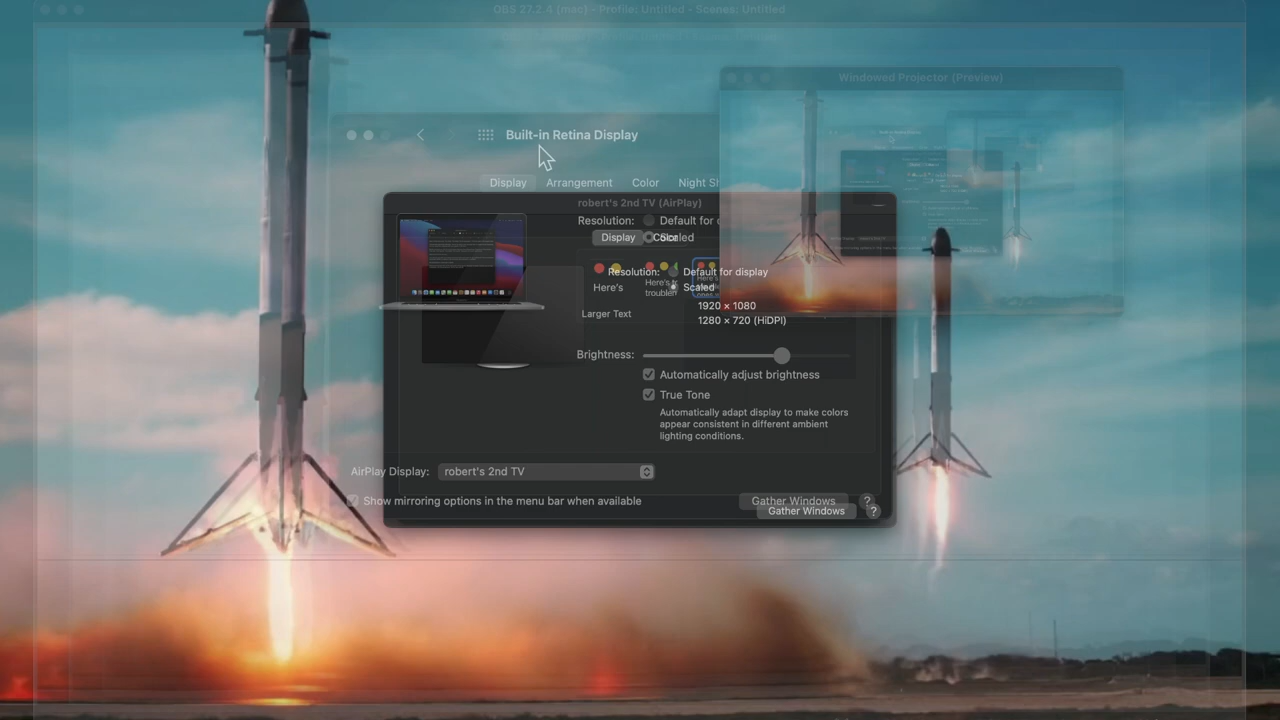 OBS 27.2.4 (mac) - Profile: Untitled - Scenes: Untitled
Windowed Projector (Preview)
Built-in Retina Display
Display Arrangement Color Night Sh
robert's 2nd TV (AirPlay)
Resolution: Default for
Display Color Scaled
Resolution: Default for display
Here's Scaled
Larger Text
1920 × 1080
1280 × 720 (HiDPI)
Brightness:
Automatically adjust brightness
True Tone
Automatically adapt display to make colors
appear consistent in different ambient
lighting conditions.
AirPlay Display: robert's 2nd TV
Show mirroring options in the menu bar when available
Gather Windows ?
Gather Windows ?